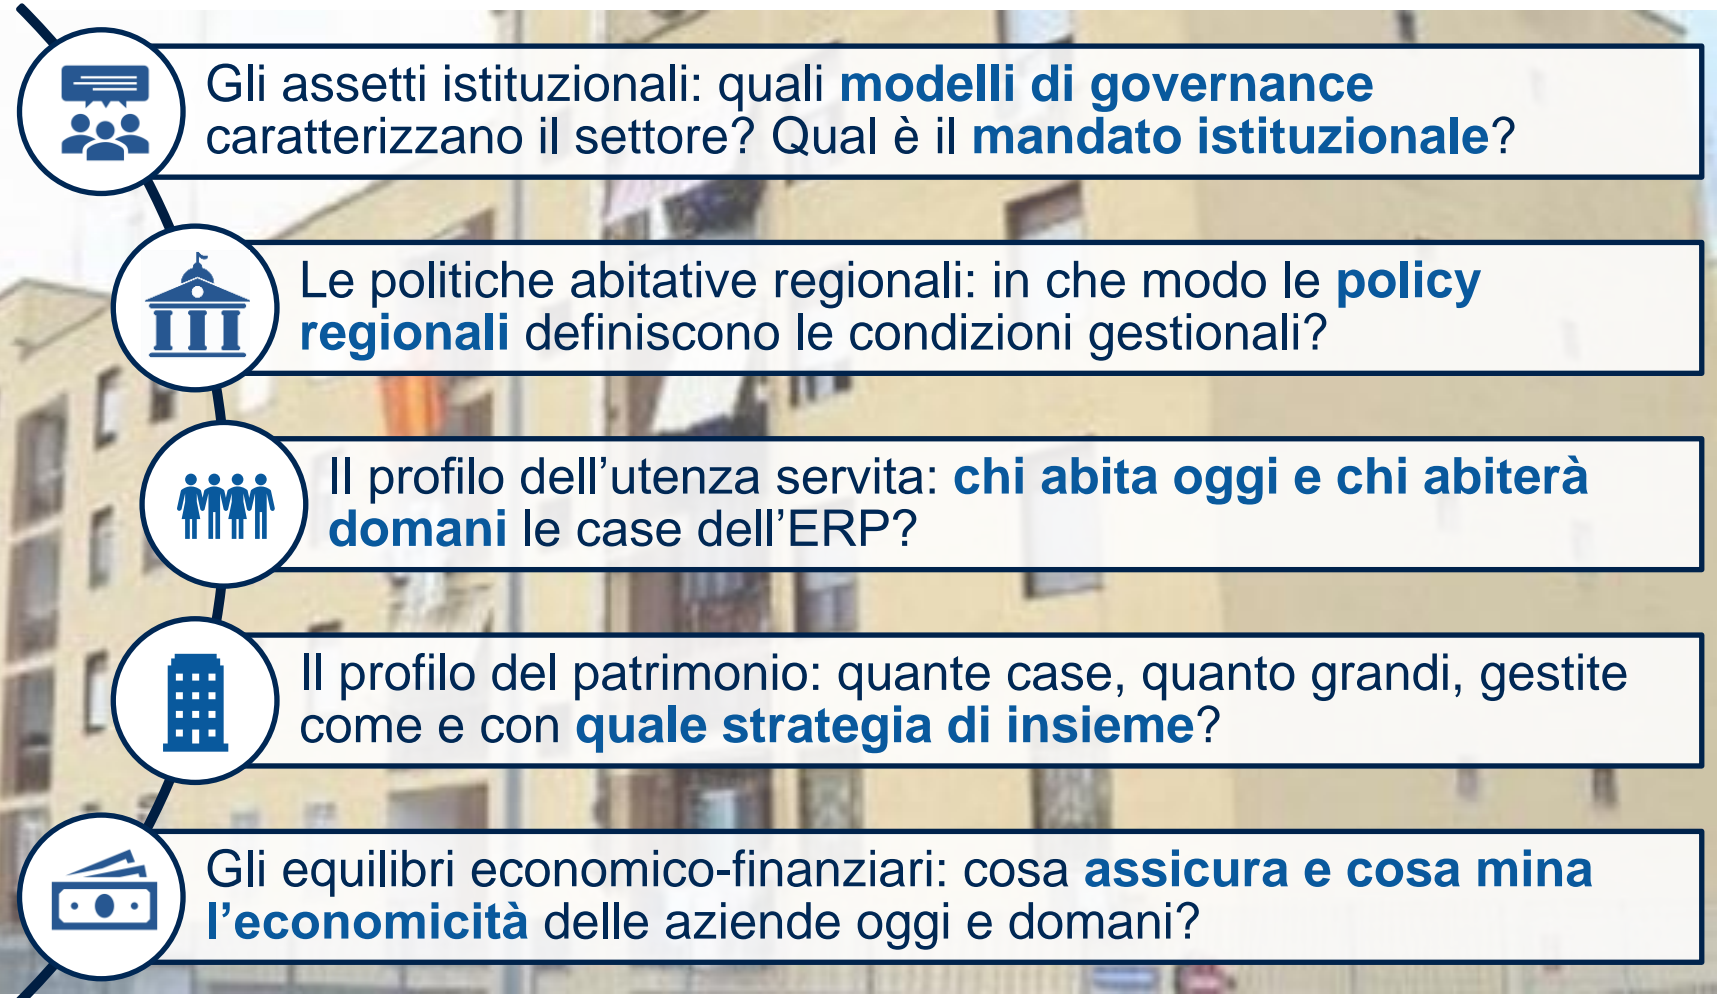 Gli assetti istituzionali: quali modelli di governance
caratterizzano il settore? Qual è il mandato istituzionale?
Le politiche abitative regionali: in che modo le policy
regionali definiscono le condizioni gestionali?
Il profilo dell’utenza servita: chi abita oggi e chi abiterà
domani le case dell’ERP?
Il profilo del patrimonio: quante case, quanto grandi, gestite
come e con quale strategia di insieme?
Gli equilibri economico-finanziari: cosa assicura e cosa mina
l’economicità delle aziende oggi e domani?